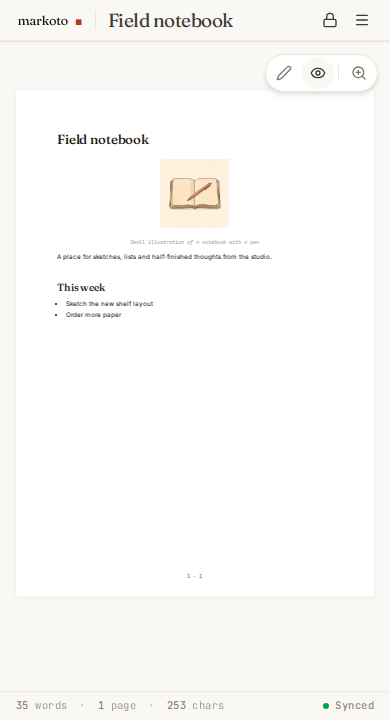 markoto
Field notebook
Field notebook
Small illustration of a notebook with a pen
A place for sketches, lists and half-finished thoughts from the studio.
This week
Sketch the new shelf layout
Order more paper
1 - 1
35 words · 1 page · 253 chars
Synced